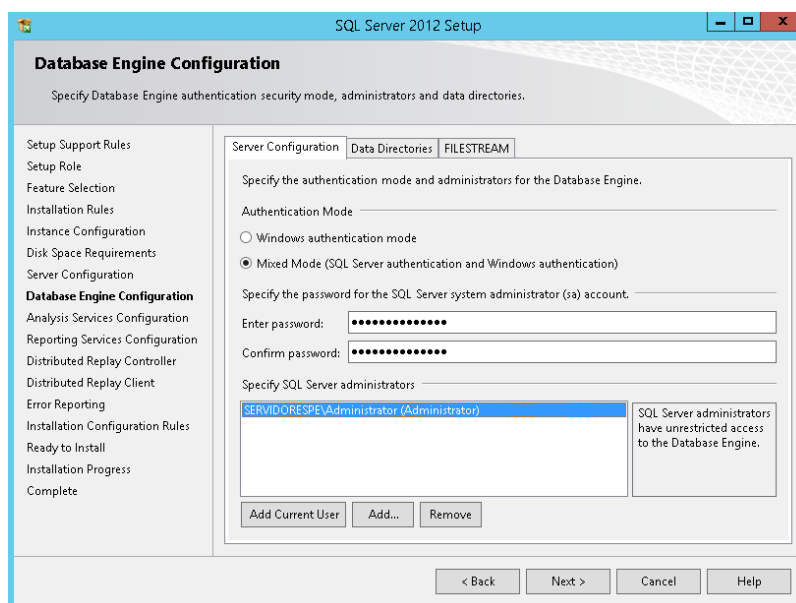 SQL Server 2012 Setup
Database Engine Configuration
Specify Database Engine authentication security mode, administrators and data directories.
Setup Support Rules
Setup Role
Feature Selection
Installation Rules
Instance Configuration
Disk Space Requirements
Server Configuration
Database Engine Configuration
Analysis Services Configuration
Reporting Services Configuration
Distributed Replay Controller
Distributed Replay Client
Error Reporting
Installation Configuration Rules
Ready to Install
Installation Progress
Complete
Server Configuration Data Directories FILESTREAM
Specify the authentication mode and administrators for the Database Engine.
Authentication Mode
Windows authentication mode
Mixed Mode (SQL Server authentication and Windows authentication)
Specify the password for the SQL Server system administrator (sa) account.
Enter password: ●●●●●●●●●●●●●●
Confirm password: ●●●●●●●●●●●●●●
Specify SQL Server administrators
SERVIDORESPE\Administrator (Administrator)
SQL Server administrators
have unrestricted access
to the Database Engine.
Add Current User Add... Remove
< Back Next > Cancel Help